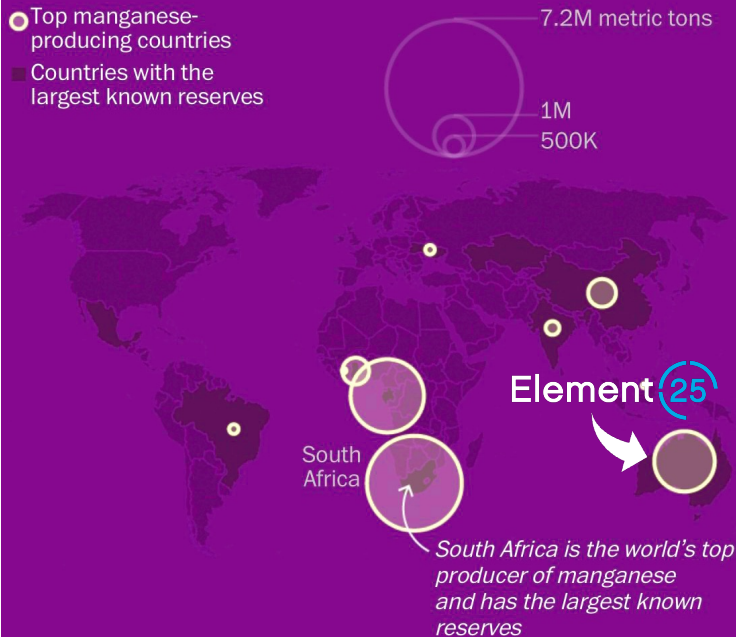 Top manganese-
producing countries
Countries with the
largest known reserves
7.2M metric tons
1M
500K
Element 25
South
Africa
South Africa is the world's top
producer of manganese
and has the largest known
reserves